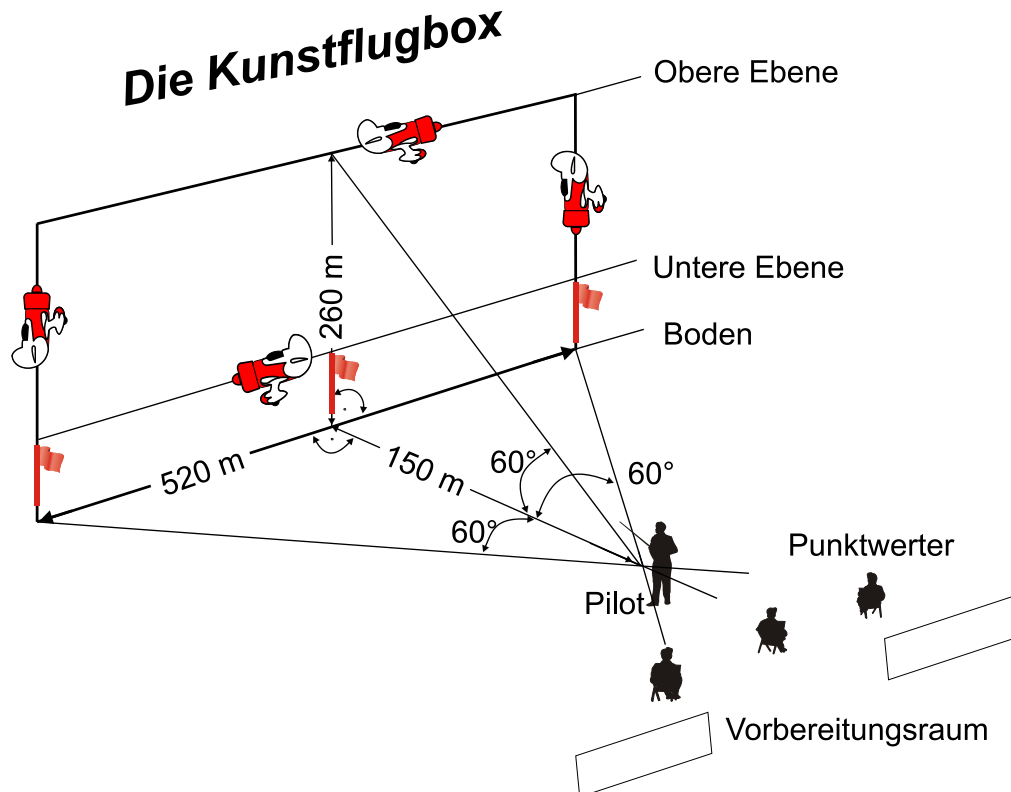 Die Kunstflugbox
Obere Ebene
Untere Ebene
260 m
Boden
520 m
150 m
60°
60°
60°
Punktwerter
Pilot
Vorbereitungsraum